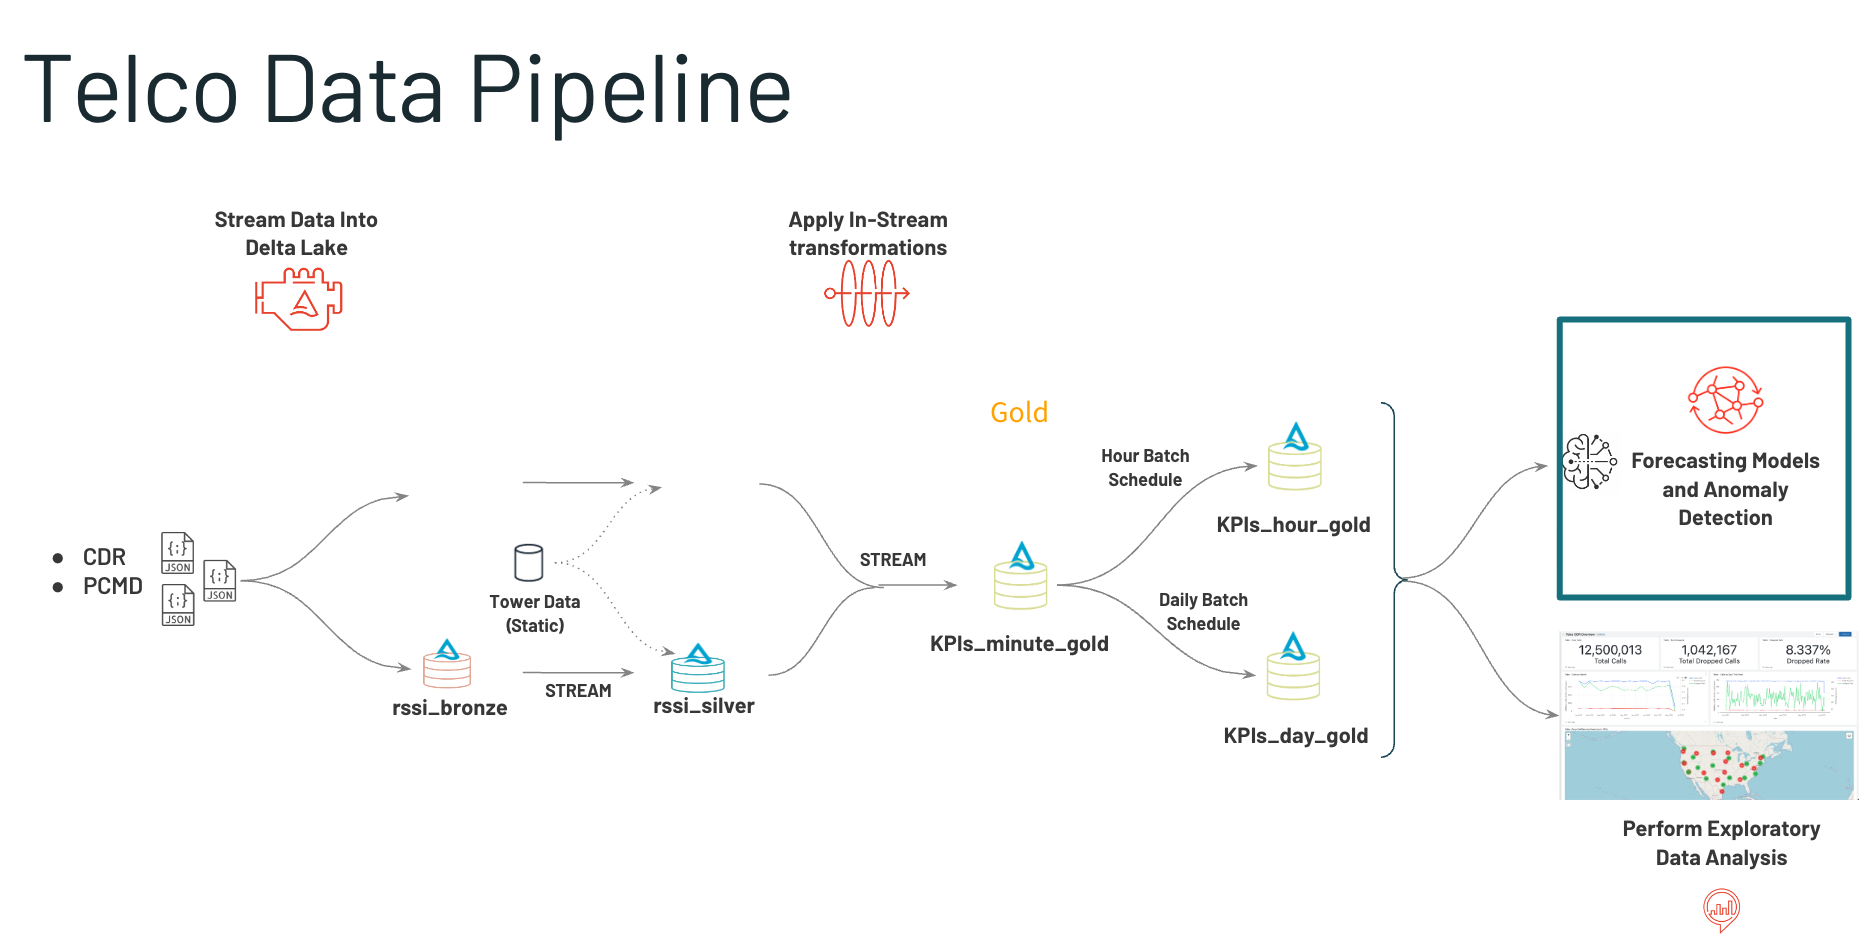 Telco Data Pipeline
Stream Data Into
Delta Lake
Apply In-Stream
transformations
Gold
Hour Batch
Schedule
KPIs_hour_gold
Forecasting Models
and Anomaly
Detection
CDR
PCMD
{;}
JSON
{;}
JSON
{;}
JSON
Tower Data
(Static)
STREAM
KPIs_minute_gold
Daily Batch
Schedule
rssi_bronze
STREAM
rssi_silver
KPIs_day_gold
12,500,013
Total Calls
1,042,167
Total Dropped Calls
8.337%
Dropped Rate
Perform Exploratory
Data Analysis